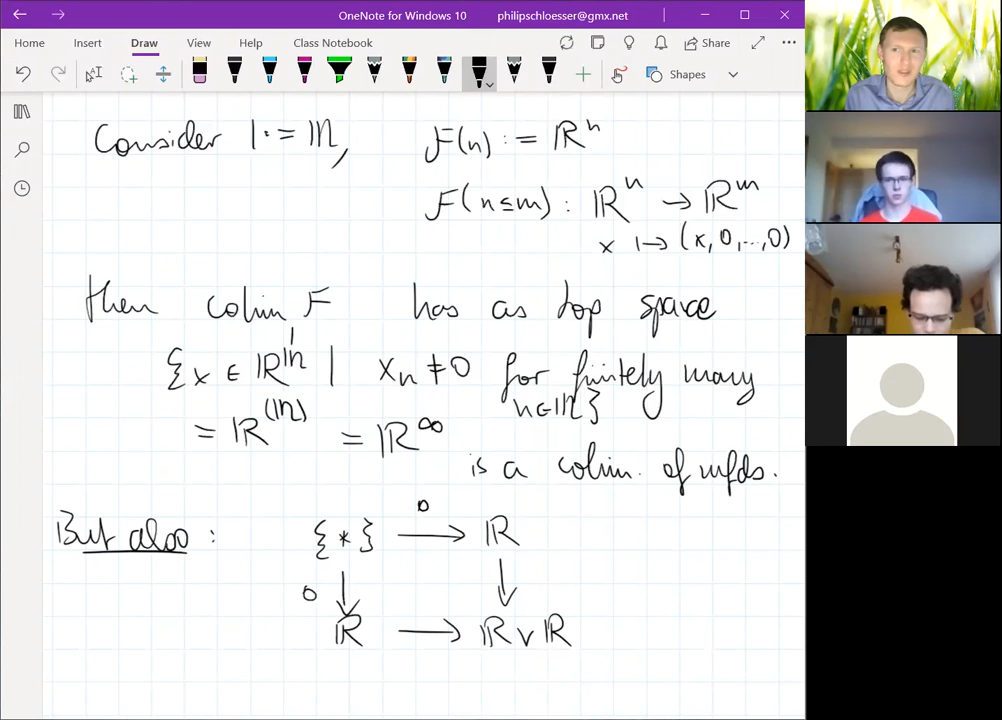 OneNote for Windows 10
philipschloesser@gmx.net
Home Insert Draw View Help Class Notebook Share
Shapes
Consider I := ℕ, F(n) := ℝⁿ
F(n≤m) : ℝⁿ → ℝᵐ
x ↦ (x, 0, ..., 0)
then colim F has as top space
{x ∈ ℝ^ℕ | xₙ ≠ 0 for finitely many
n∈ℕ}
= ℝ^(ℕ) = ℝ^∞
is a colim. of mfds.
But also : {*} → ℝ
0
0 ↓ ↓
ℝ → ℝ ∨ ℝ